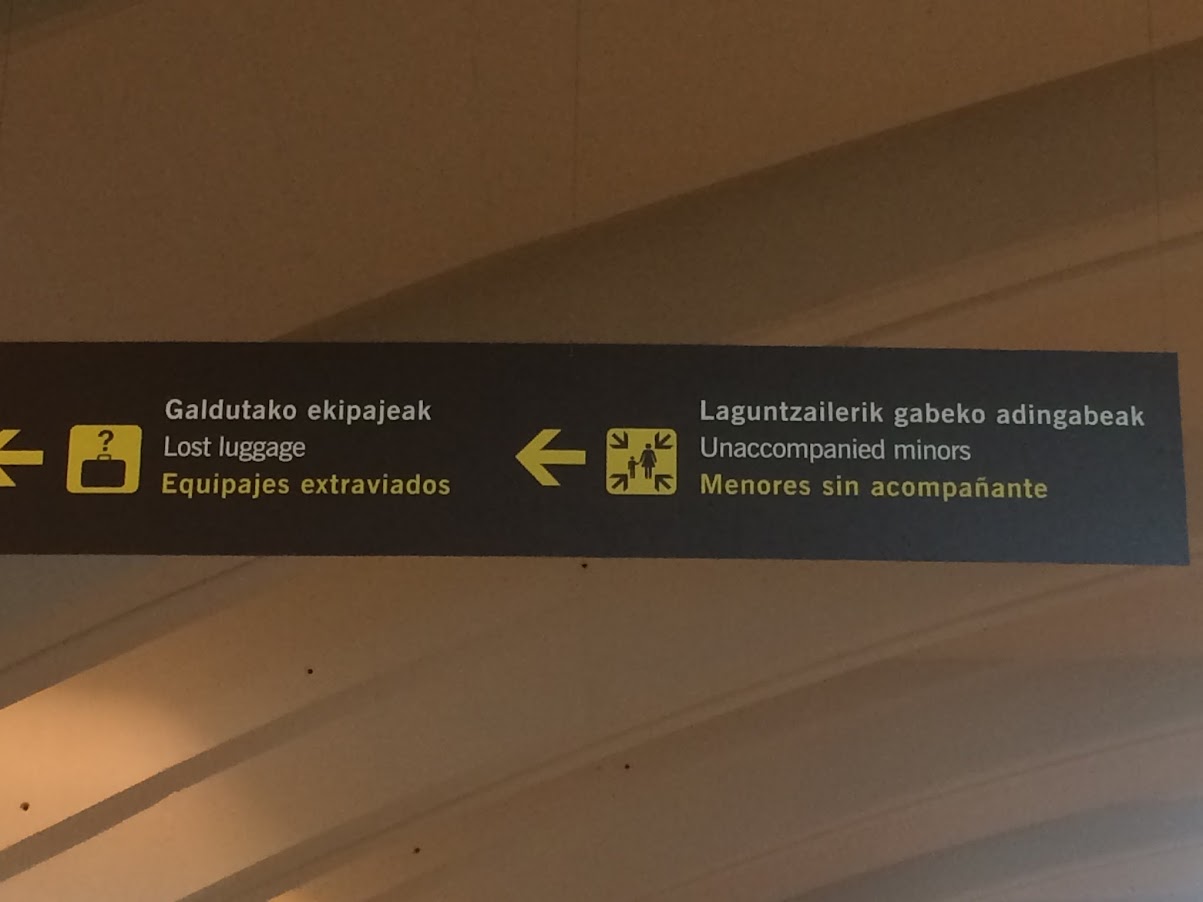 Galdutako ekipajeak
Lost luggage
Equipajes extraviados
Laguntzailerik gabeko adingabeak
Unaccompanied minors
Menores sin acompañante